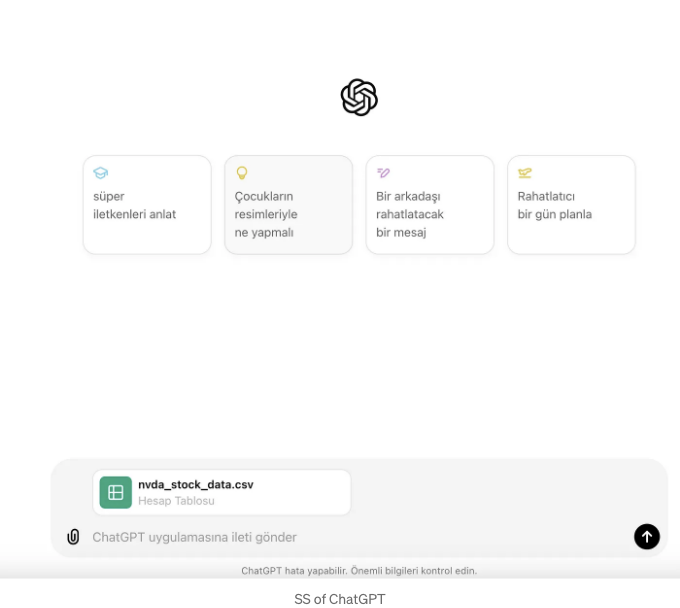 süper
iletkenleri anlat
Çocukların
resimleriyle
ne yapmalı
Bir arkadaşı
rahatlatacak
bir mesaj
Rahatlatıcı
bir gün planla
nvda_stock_data.csv
Hesap Tablosu
ChatGPT uygulamasına ileti gönder
ChatGPT hata yapabilir. Önemli bilgileri kontrol edin.
SS of ChatGPT